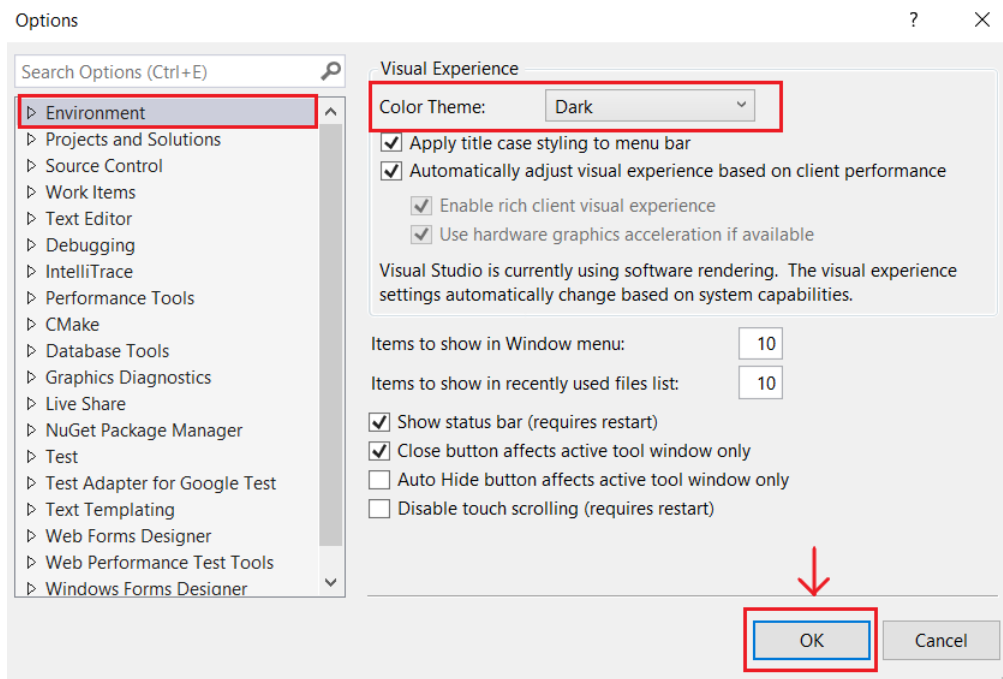 Options
?
Search Options (Ctrl+E)
Environment
Projects and Solutions
Source Control
Work Items
Text Editor
Debugging
IntelliTrace
Performance Tools
CMake
Database Tools
Graphics Diagnostics
Live Share
NuGet Package Manager
Test
Test Adapter for Google Test
Text Templating
Web Forms Designer
Web Performance Test Tools
Windows Forms Designer
Visual Experience
Color Theme: Dark
Apply title case styling to menu bar
Automatically adjust visual experience based on client performance
Enable rich client visual experience
Use hardware graphics acceleration if available
Visual Studio is currently using software rendering. The visual experience
settings automatically change based on system capabilities.
Items to show in Window menu: 10
Items to show in recently used files list: 10
Show status bar (requires restart)
Close button affects active tool window only
Auto Hide button affects active tool window only
Disable touch scrolling (requires restart)
OK Cancel